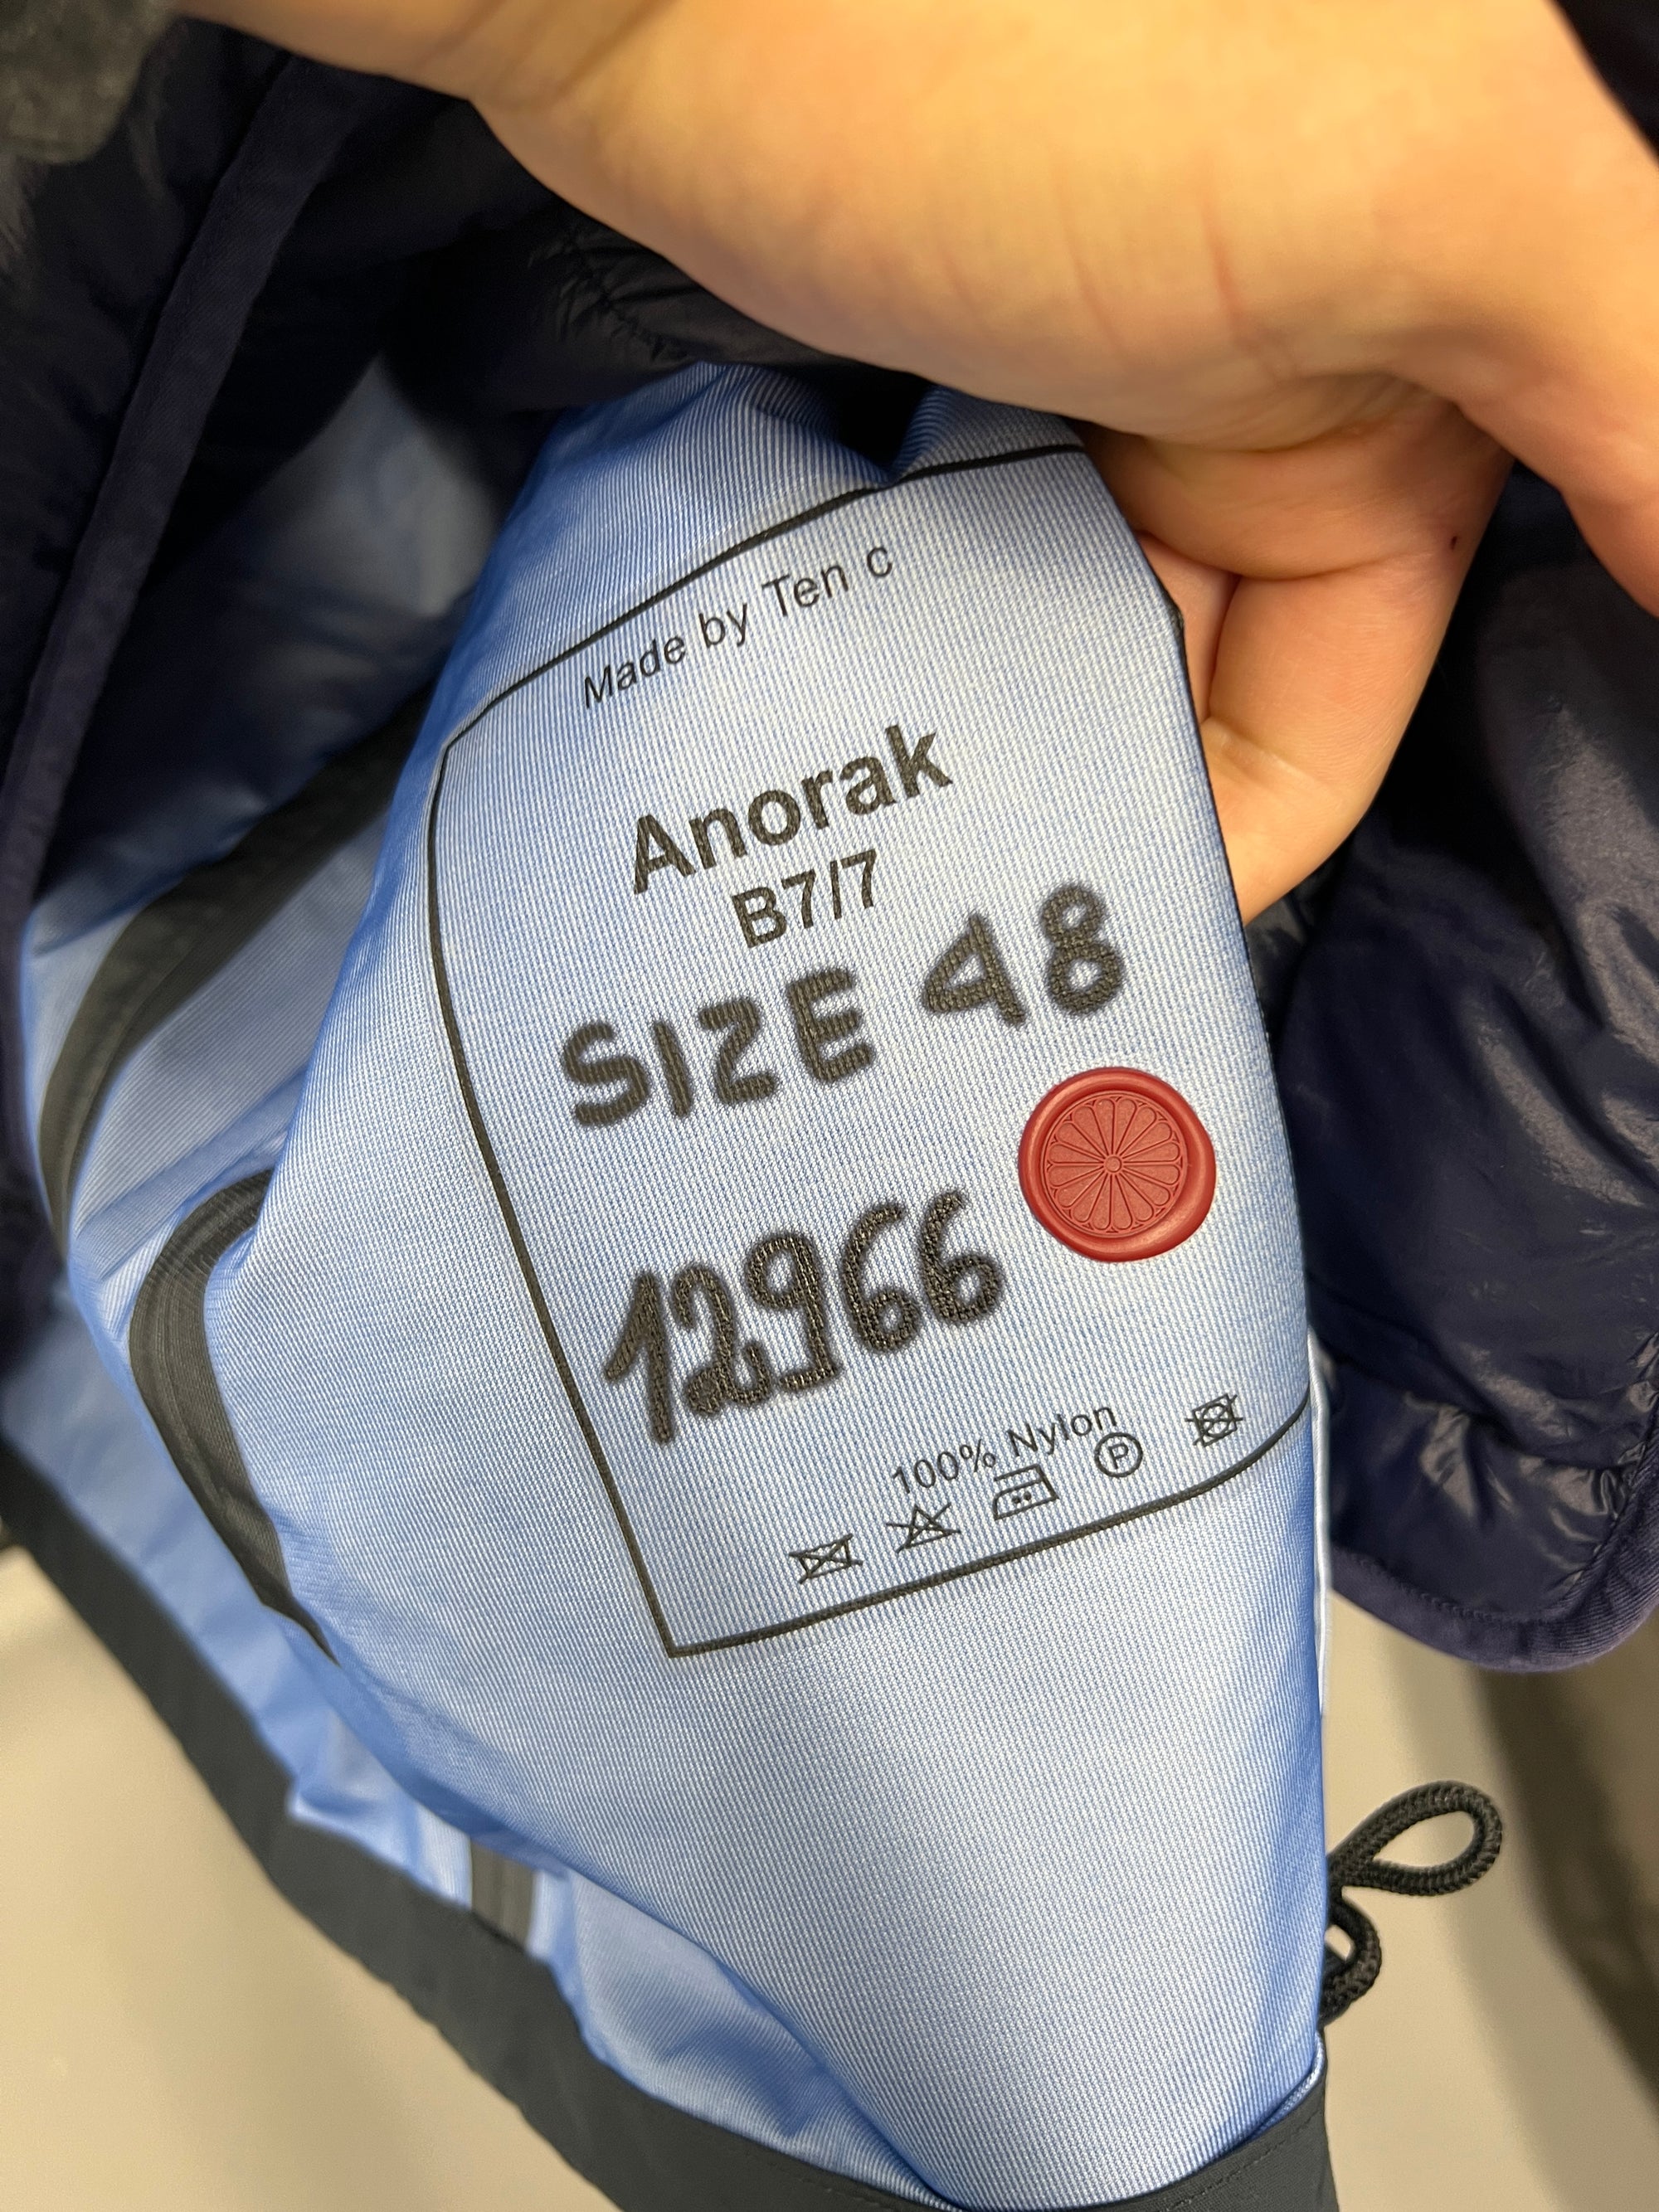 Made by Ten C
Anorak
B7/7
SIZE 48
12966
100% Nylon
P